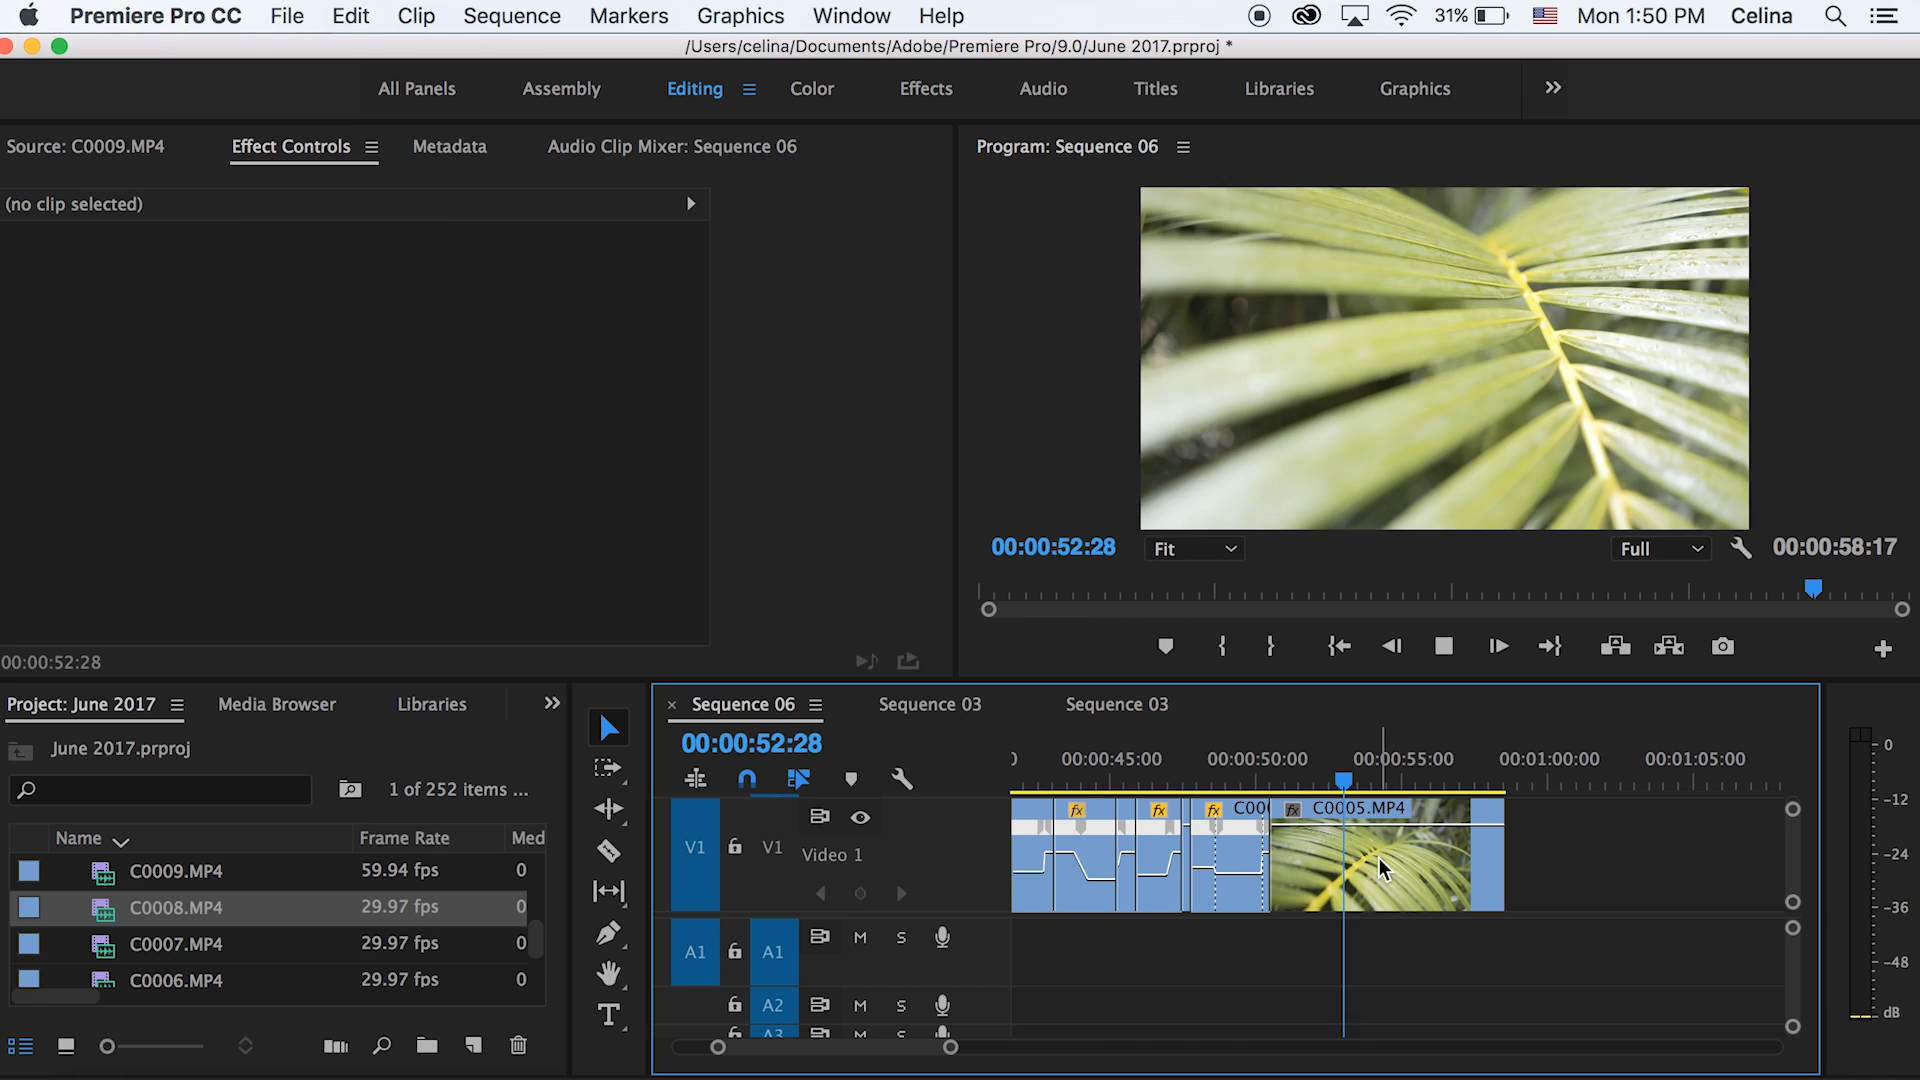 Premiere Pro CC File Edit Clip Sequence Markers Graphics Window Help 31% Mon 1:50 PM Celina
/Users/celina/Documents/Adobe/Premiere Pro/9.0/June 2017.prproj *
All Panels Assembly Editing Color Effects Audio Titles Libraries Graphics
Source: C0009.MP4 Effect Controls Metadata Audio Clip Mixer: Sequence 06
(no clip selected)
00:00:52:28
Program: Sequence 06
00:00:52:28 Fit Full 00:00:58:17
Project: June 2017 Media Browser Libraries
June 2017.prproj
1 of 252 items ...
Name Frame Rate Med
C0009.MP4 59.94 fps 0
C0008.MP4 29.97 fps 0
C0007.MP4 29.97 fps 0
C0006.MP4 29.97 fps 0
T
× Sequence 06 Sequence 03 Sequence 03
00:00:52:28
0 00:00:45:00 00:00:50:00 00:00:55:00 00:01:00:00 00:01:05:00
fx fx fx C00 fx C0005.MP4
V1 V1 Video 1
A1 A1 M S
A2 M S
A3 M S
0
-12
-24
-36
-48
dB